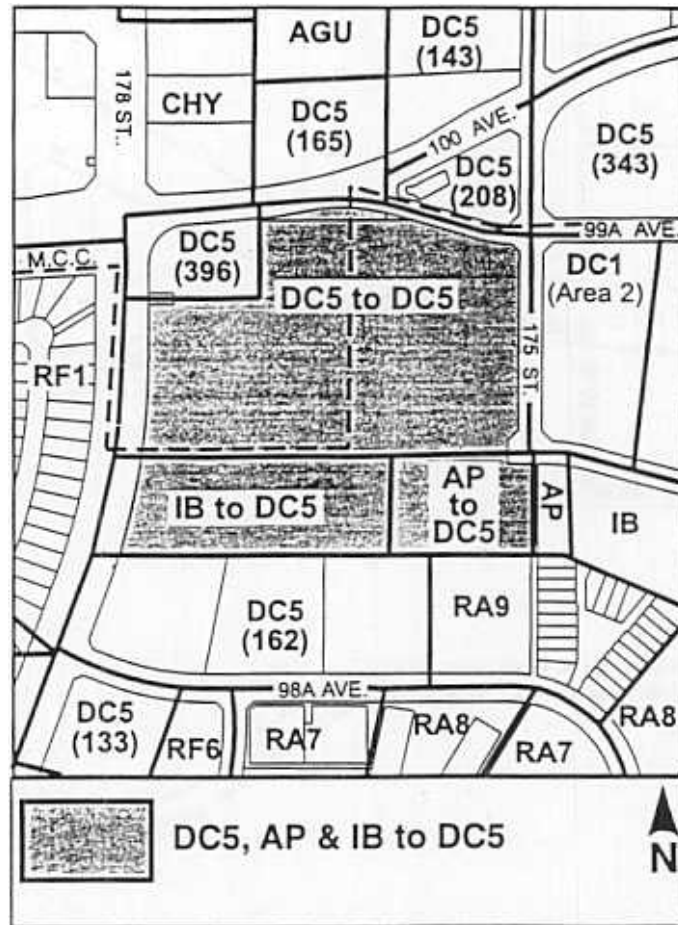 AGU
DC5
(143)
178 ST.
CHY
DC5
(165)
100 AVE.
DC5
(208)
DC5
(343)
DC5
(396)
99A AVE.
M.C.C.
DC5 to DC5
DC1
(Area 2)
RF1
175 ST.
IB to DC5
AP
to
DC5
AP
IB
DC5
(162)
RA9
98A AVE.
DC5
(133)
RF6
RA7
RA8
RA7
RA8
DC5, AP & IB to DC5
N